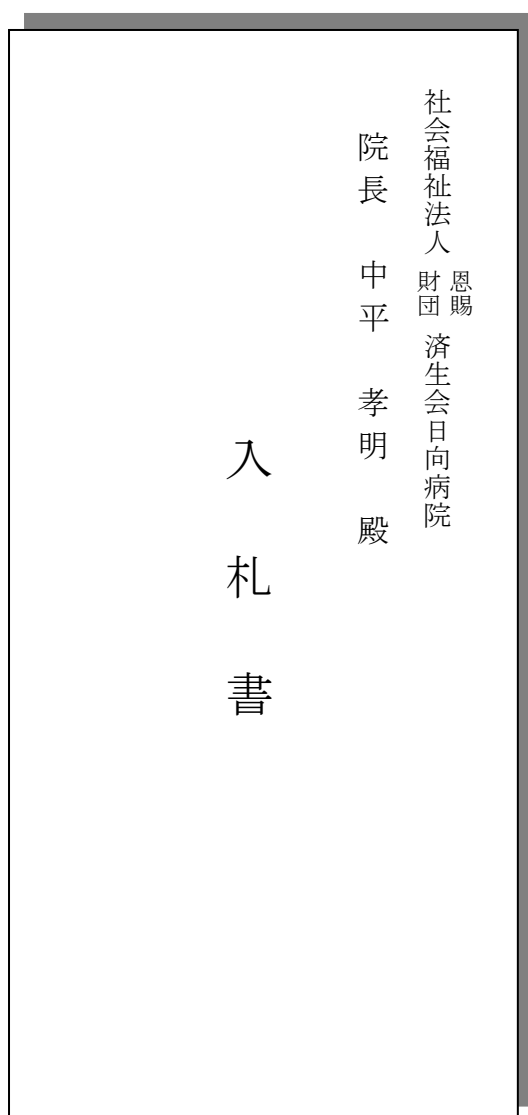 社会福祉法人 恩賜財団 済生会日向病院
院長 中平 孝明 殿
入札書